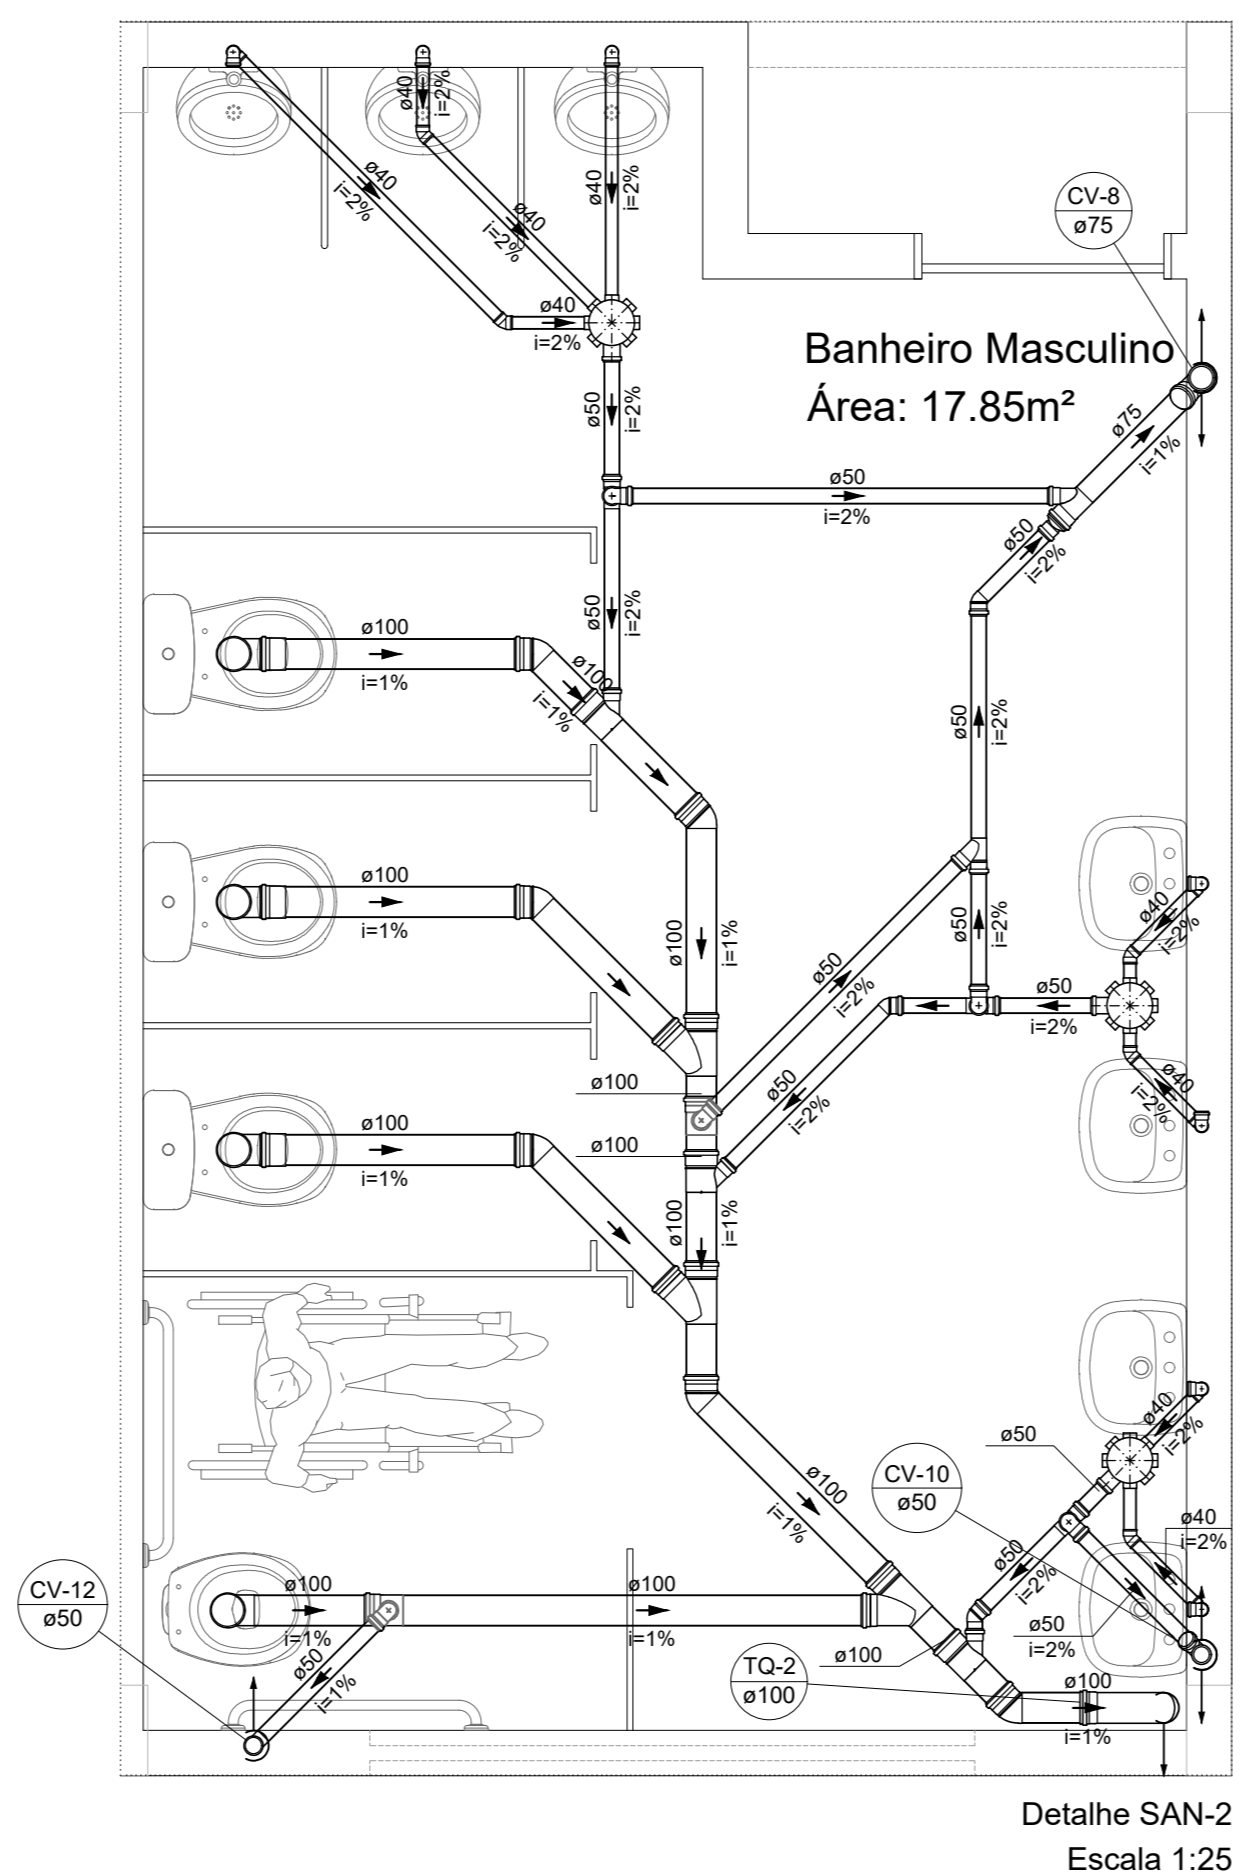 ø40
i=2%
ø40
i=2%
ø40
i=2%
ø40
i=2%
CV-8
ø75
ø40
i=2%
Banheiro Masculino
Área: 17.85m²
ø50
i=2%
ø75
i=1%
ø50
i=2%
ø50
i=2%
ø50
i=2%
ø100
i=1%
ø100
i=1%
ø50
i=2%
ø100
i=1%
ø100
i=1%
ø50
i=2%
ø40
i=2%
ø50
i=2%
ø50
i=2%
ø100
ø50
i=2%
ø40
i=2%
ø100
i=1%
ø100
ø100
i=1%
ø40
i=2%
ø50
CV-10
ø50
ø100
i=1%
ø40
i=2%
ø50
i=2%
CV-12
ø50
ø100
i=1%
ø100
i=1%
ø50
i=2%
ø50
i=1%
ø100
TQ-2
ø100
ø100
i=1%
Detalhe SAN-2
Escala 1:25